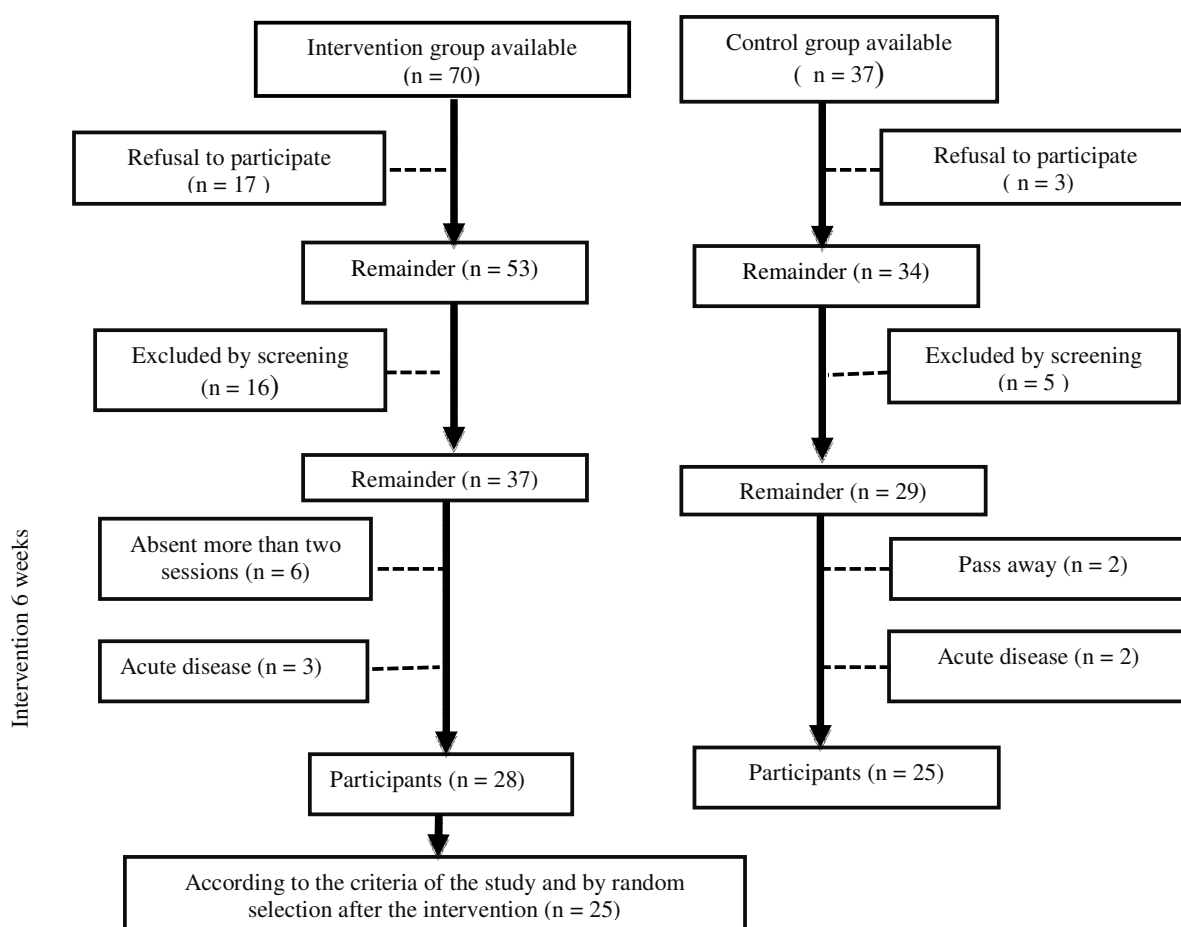 Intervention group available
(n = 70)
Control group available
( n = 37)
Refusal to participate
(n = 17 )
Refusal to participate
( n = 3)
Remainder (n = 53)
Remainder (n = 34)
Excluded by screening
(n = 16)
Excluded by screening
(n = 5 )
Remainder (n = 37)
Remainder (n = 29)
Intervention 6 weeks
Absent more than two
sessions (n = 6)
Pass away (n = 2)
Acute disease (n = 3)
Acute disease (n = 2)
Participants (n = 28)
Participants (n = 25)
According to the criteria of the study and by random
selection after the intervention (n = 25)